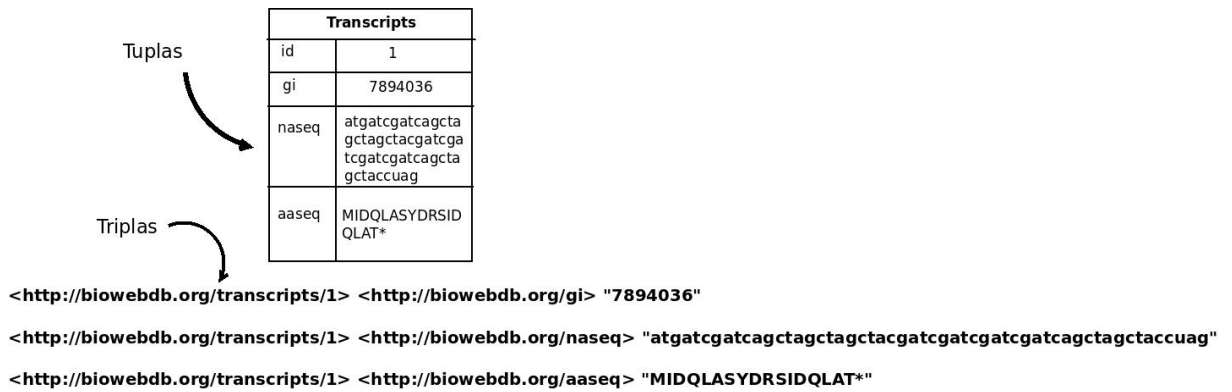 Transcripts
Tuplas
id 1
gi 7894036
naseq atgatcgatcagcta
gctagctacgatcga
tcgatcgatcagcta
gctaccuag
aaseq MIDQLASYDRSID
QLAT*
Triplas
<http://biowebdb.org/transcripts/1> <http://biowebdb.org/gi> "7894036"
<http://biowebdb.org/transcripts/1> <http://biowebdb.org/naseq> "atgatcgatcagctagctagctacgatcgatcgatcgatcagctagctaccuag"
<http://biowebdb.org/transcripts/1> <http://biowebdb.org/aaseq> "MIDQLASYDRSIDQLAT*"